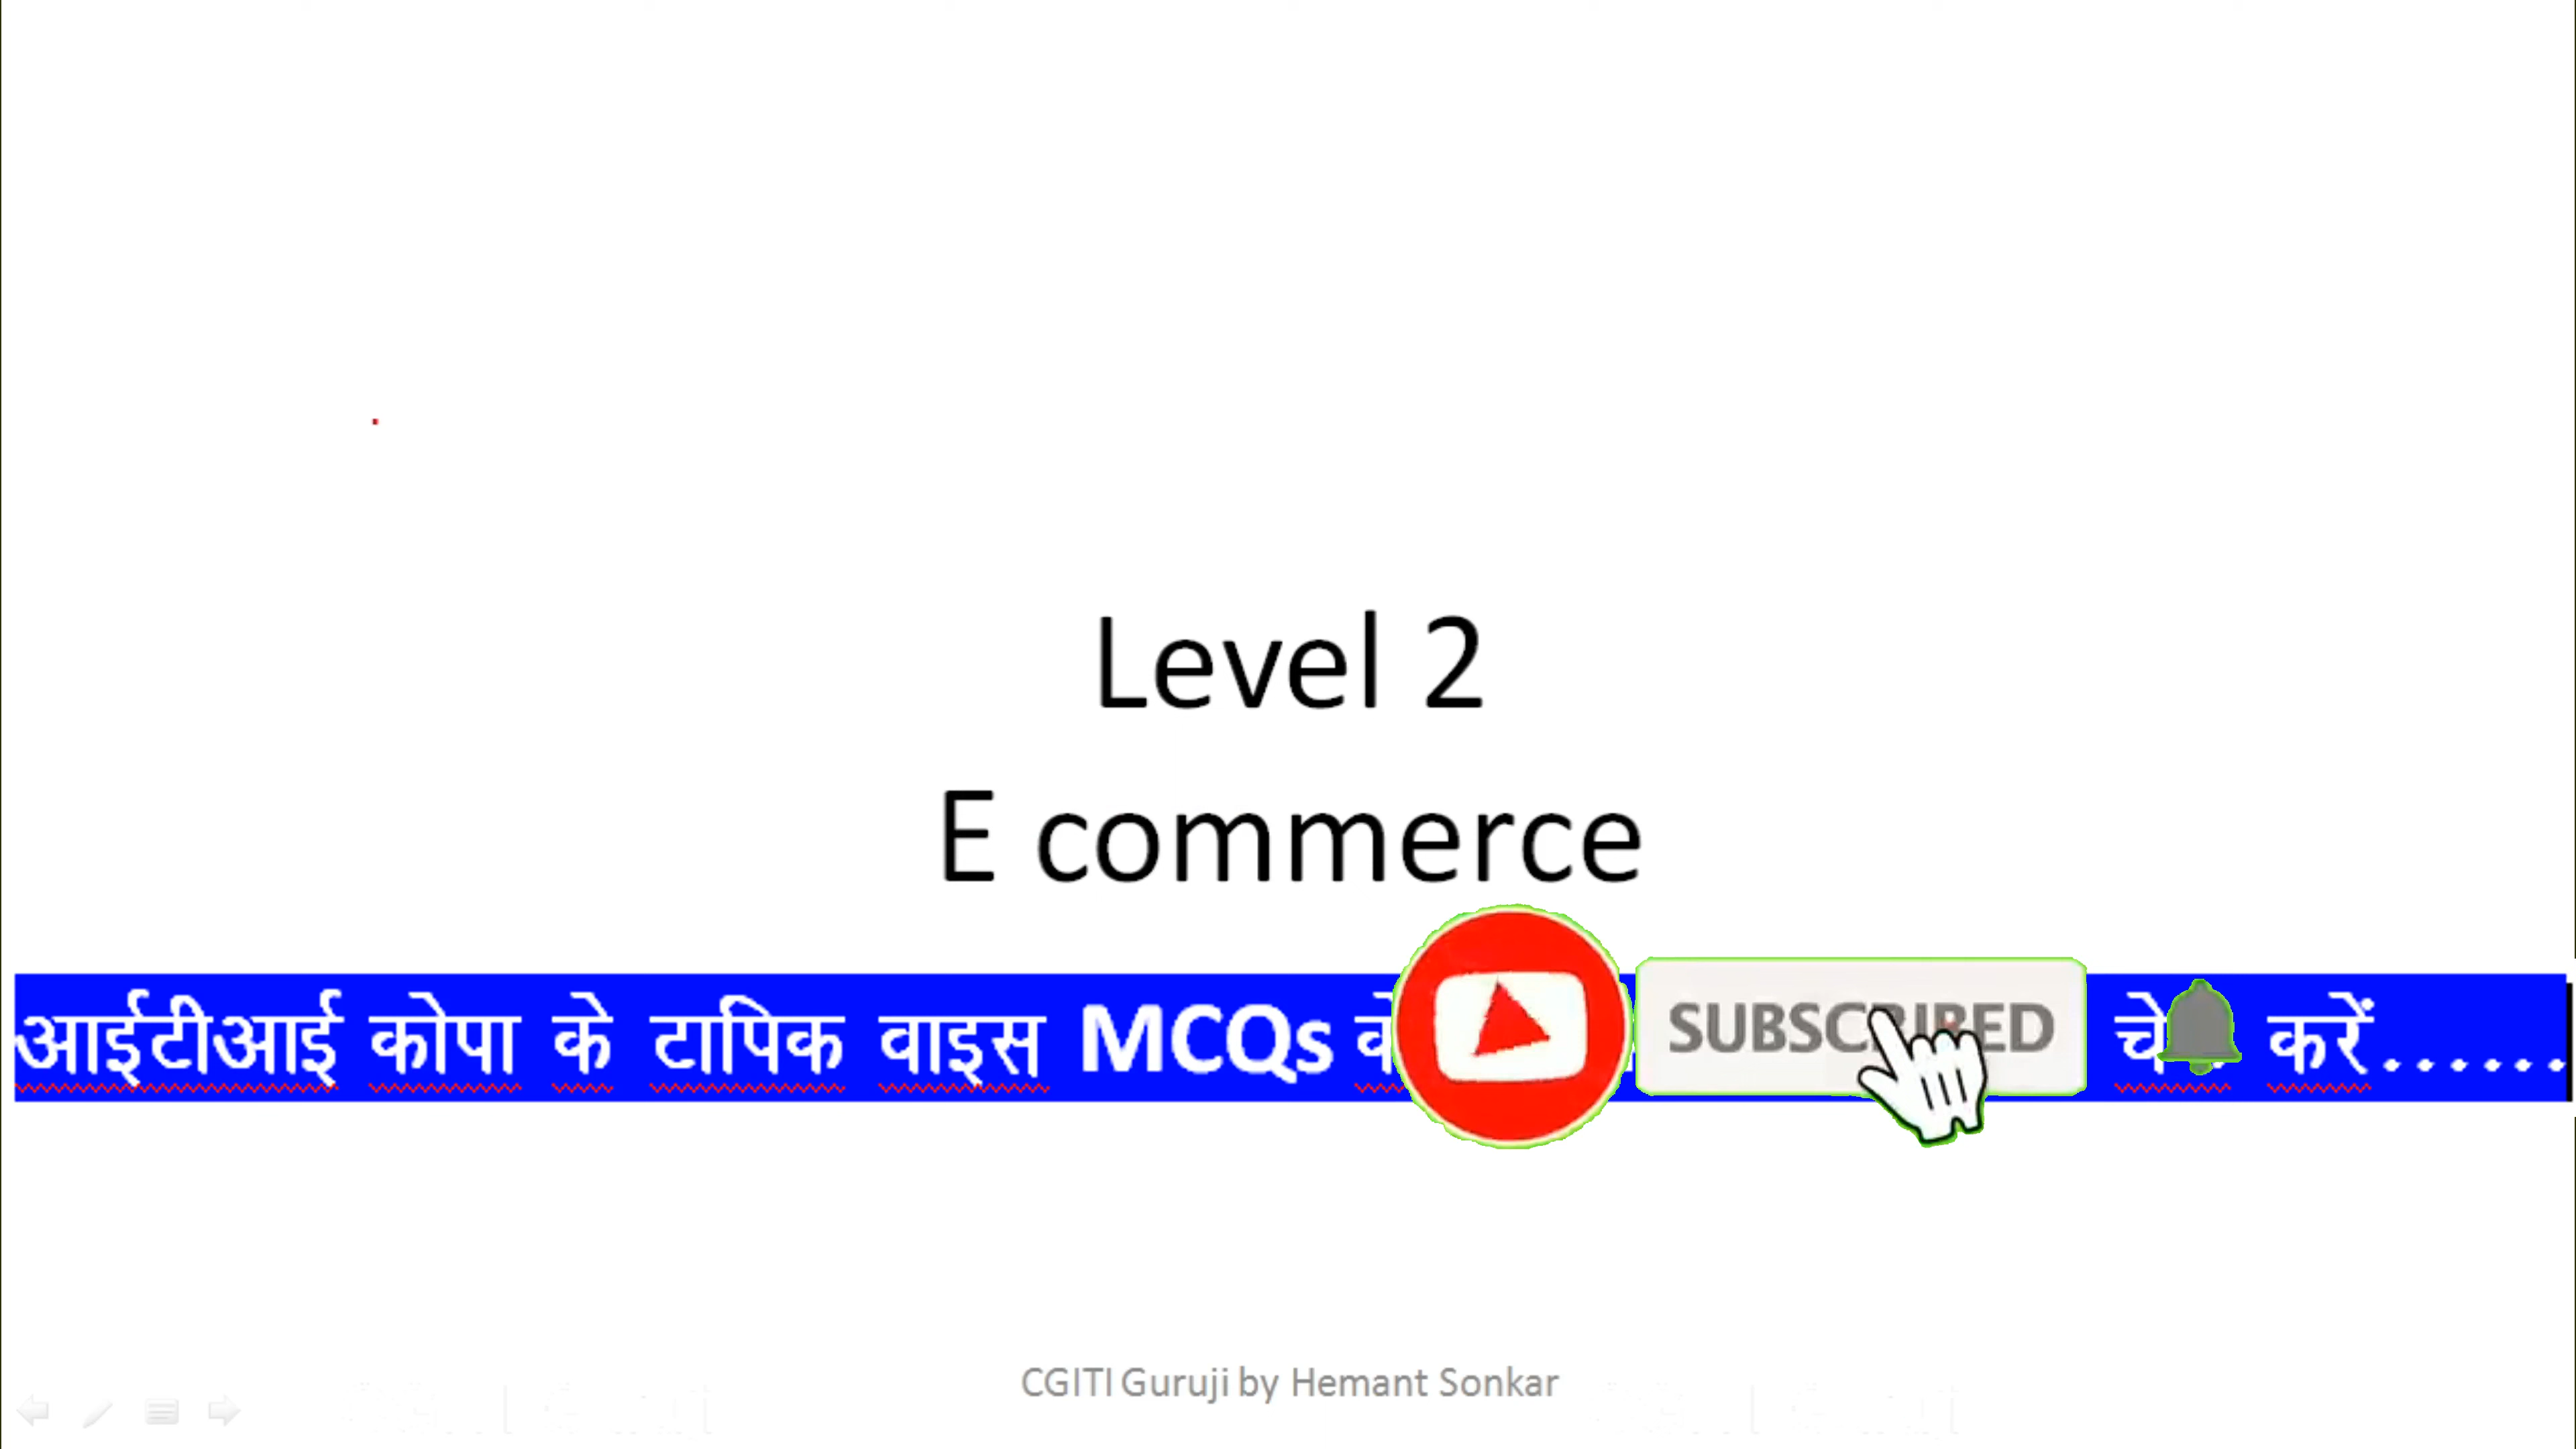 Level 2
E commerce
आईटीआई कोपा के टापिक वाइस MCQs SUBSCRIBED करें......
CGITI Guruji by Hemant Sonkar